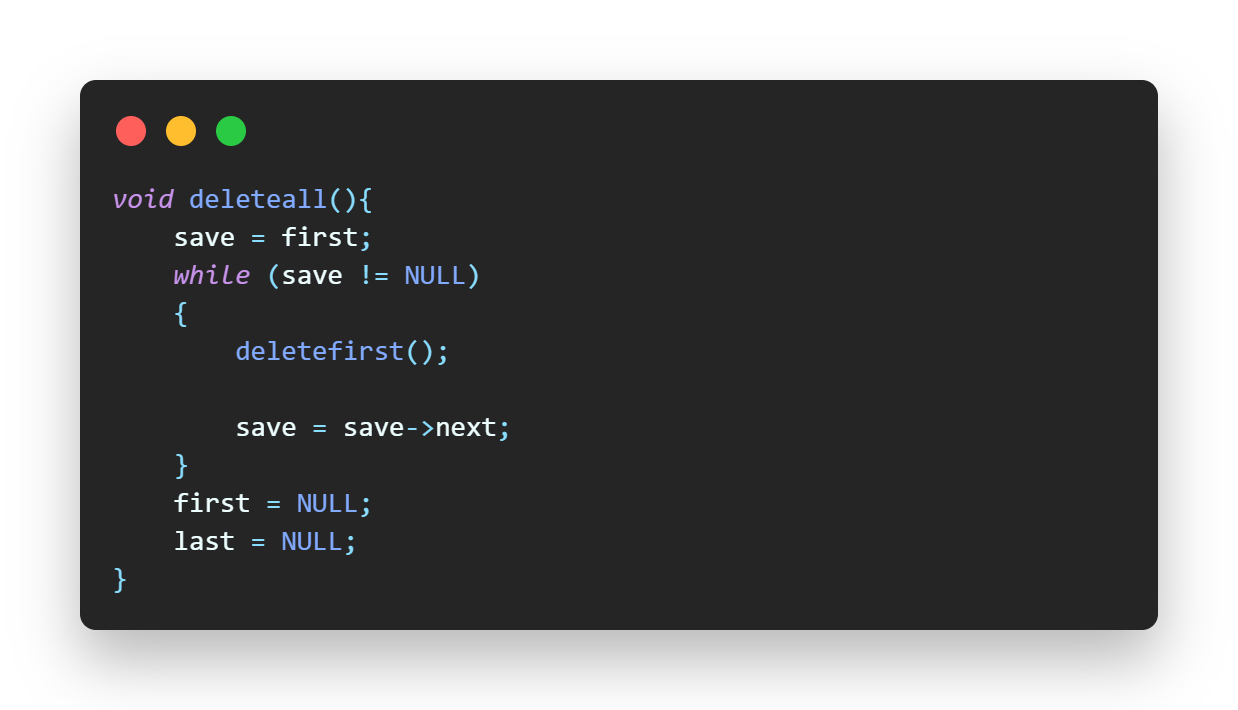 void deleteall(){
    save = first;
    while (save != NULL)
    {
        deletefirst();

        save = save->next;
    }
    first = NULL;
    last = NULL;
}